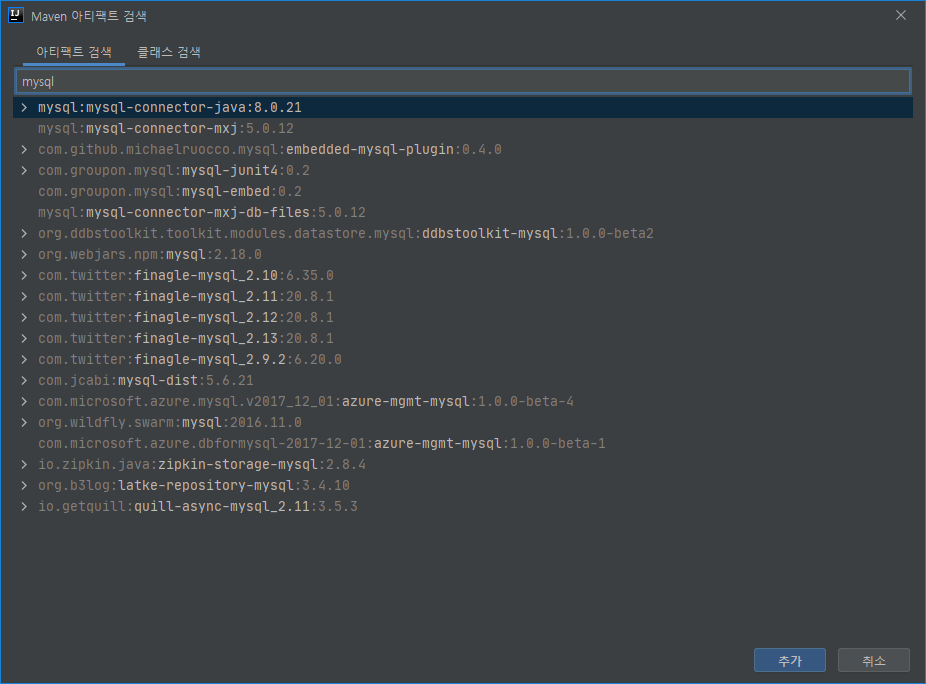 IJ Maven 아티팩트 검색
아티팩트 검색 클래스 검색
mysql
mysql:mysql-connector-java:8.0.21
mysql:mysql-connector-mxj:5.0.12
com.github.michaelruocco.mysql:embedded-mysql-plugin:0.4.0
com.groupon.mysql:mysql-junit4:0.2
com.groupon.mysql:mysql-embed:0.2
mysql:mysql-connector-mxj-db-files:5.0.12
org.ddbstoolkit.toolkit.modules.datastore.mysql:ddbstoolkit-mysql:1.0.0-beta2
org.webjars.npm:mysql:2.18.0
com.twitter:finagle-mysql_2.10:6.35.0
com.twitter:finagle-mysql_2.11:20.8.1
com.twitter:finagle-mysql_2.12:20.8.1
com.twitter:finagle-mysql_2.13:20.8.1
com.twitter:finagle-mysql_2.9.2:6.20.0
com.jcabi:mysql-dist:5.6.21
com.microsoft.azure.mysql.v2017_12_01:azure-mgmt-mysql:1.0.0-beta-4
org.wildfly.swarm:mysql:2016.11.0
com.microsoft.azure.dbformysql-2017-12-01:azure-mgmt-mysql:1.0.0-beta-1
io.zipkin.java:zipkin-storage-mysql:2.8.4
org.b3log:latke-repository-mysql:3.4.10
io.getquill:quill-async-mysql_2.11:3.5.3
추가 취소